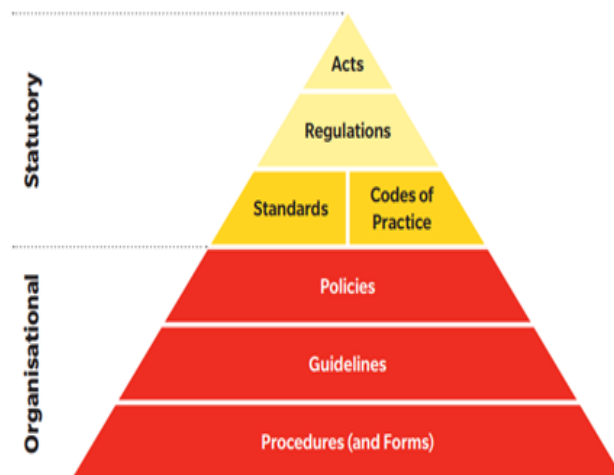 Statutory
Acts
Regulations
Standards
Codes of
Practice
Organisational
Policies
Guidelines
Procedures (and Forms)